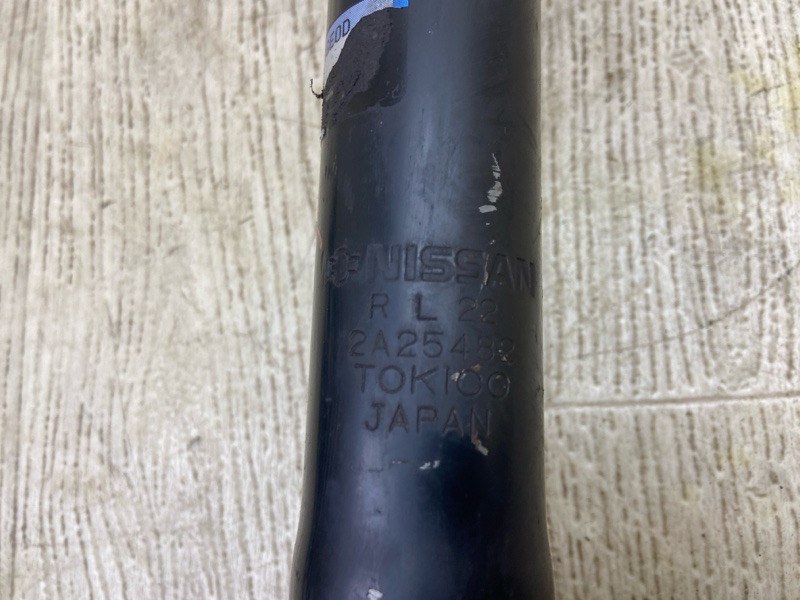 NISSAN
R L 22
2A25482
TOKICO
JAPAN